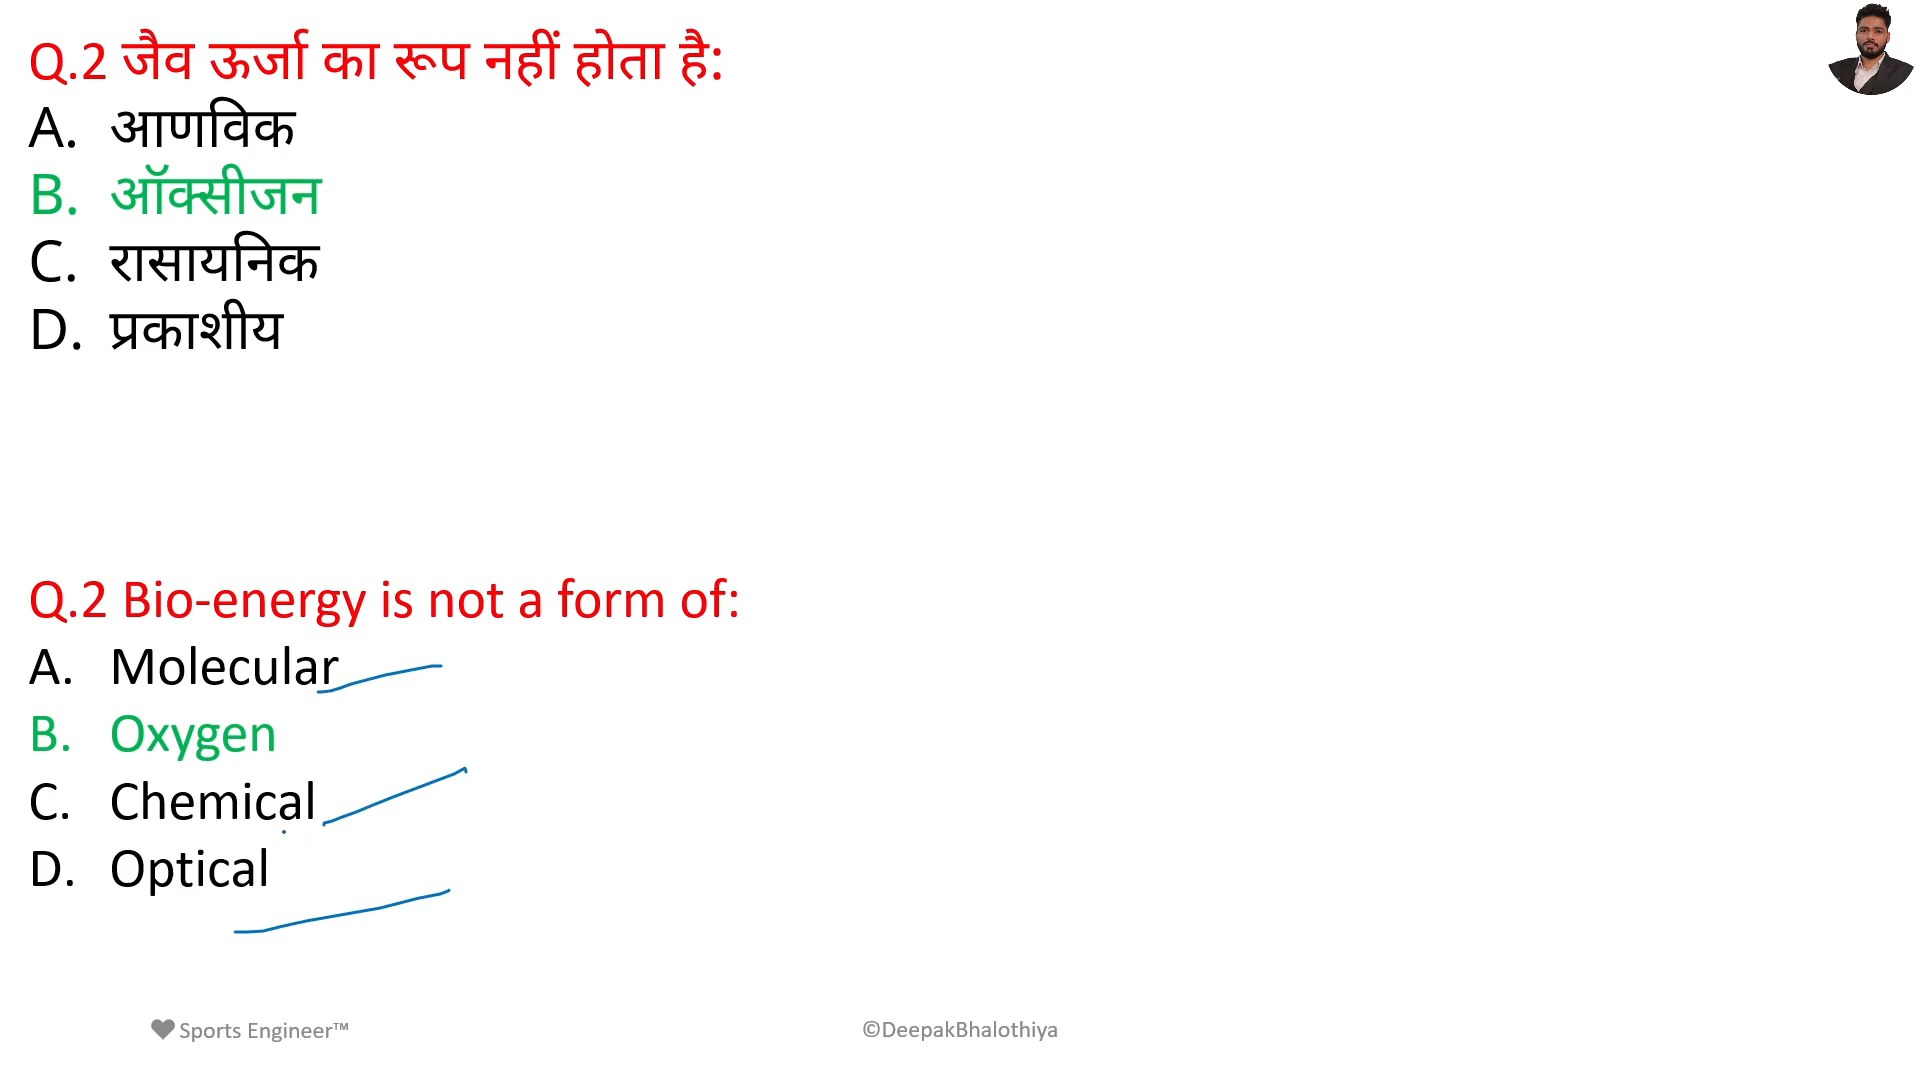 Q.2 जैव ऊर्जा का रूप नहीं होता है:
A. आणविक
B. ऑक्सीजन
C. रासायनिक
D. प्रकाशीय
Q.2 Bio-energy is not a form of:
A. Molecular
B. Oxygen
C. Chemical
D. Optical
Sports Engineer™
©DeepakBhalothiya